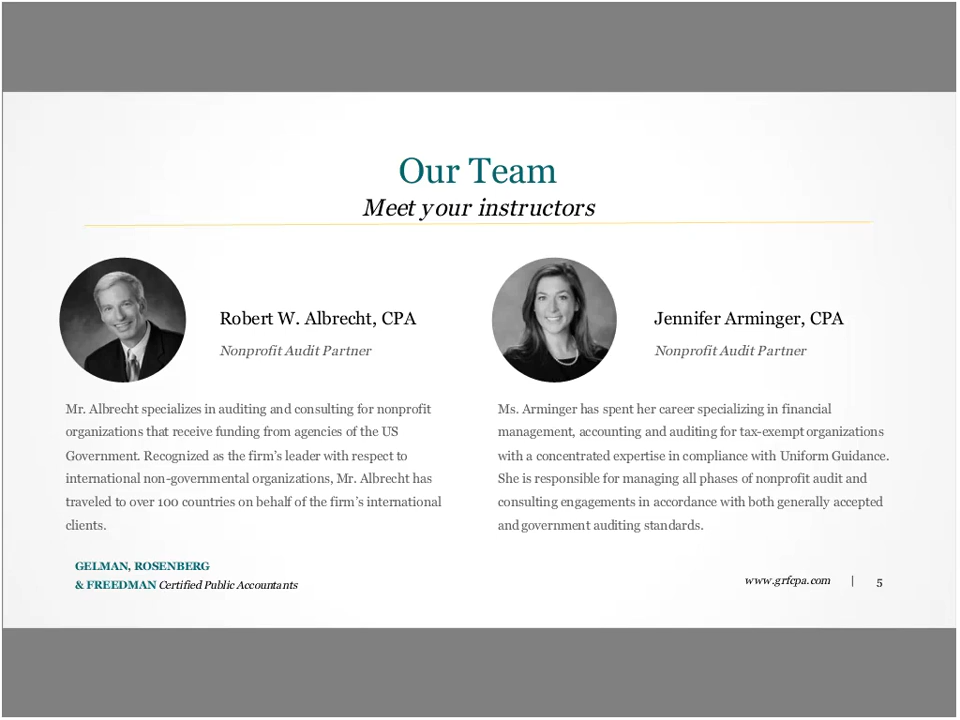 Our Team
Meet your instructors
Robert W. Albrecht, CPA
Nonprofit Audit Partner
Mr. Albrecht specializes in auditing and consulting for nonprofit
organizations that receive funding from agencies of the US
Government. Recognized as the firm’s leader with respect to
international non-governmental organizations, Mr. Albrecht has
traveled to over 100 countries on behalf of the firm’s international
clients.
Jennifer Arminger, CPA
Nonprofit Audit Partner
Ms. Arminger has spent her career specializing in financial
management, accounting and auditing for tax-exempt organizations
with a concentrated expertise in compliance with Uniform Guidance.
She is responsible for managing all phases of nonprofit audit and
consulting engagements in accordance with both generally accepted
and government auditing standards.
GELMAN, ROSENBERG
& FREEDMAN Certified Public Accountants
www.grfcpa.com | 5